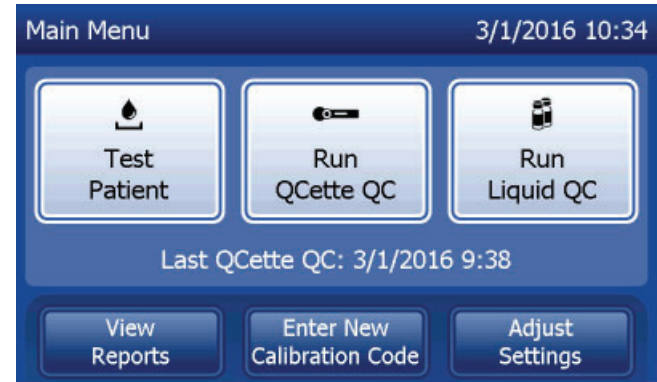 Main Menu 3/1/2016 10:34
Test
Patient
Run
QCette QC
Run
Liquid QC
Last QCette QC: 3/1/2016 9:38
View
Reports
Enter New
Calibration Code
Adjust
Settings